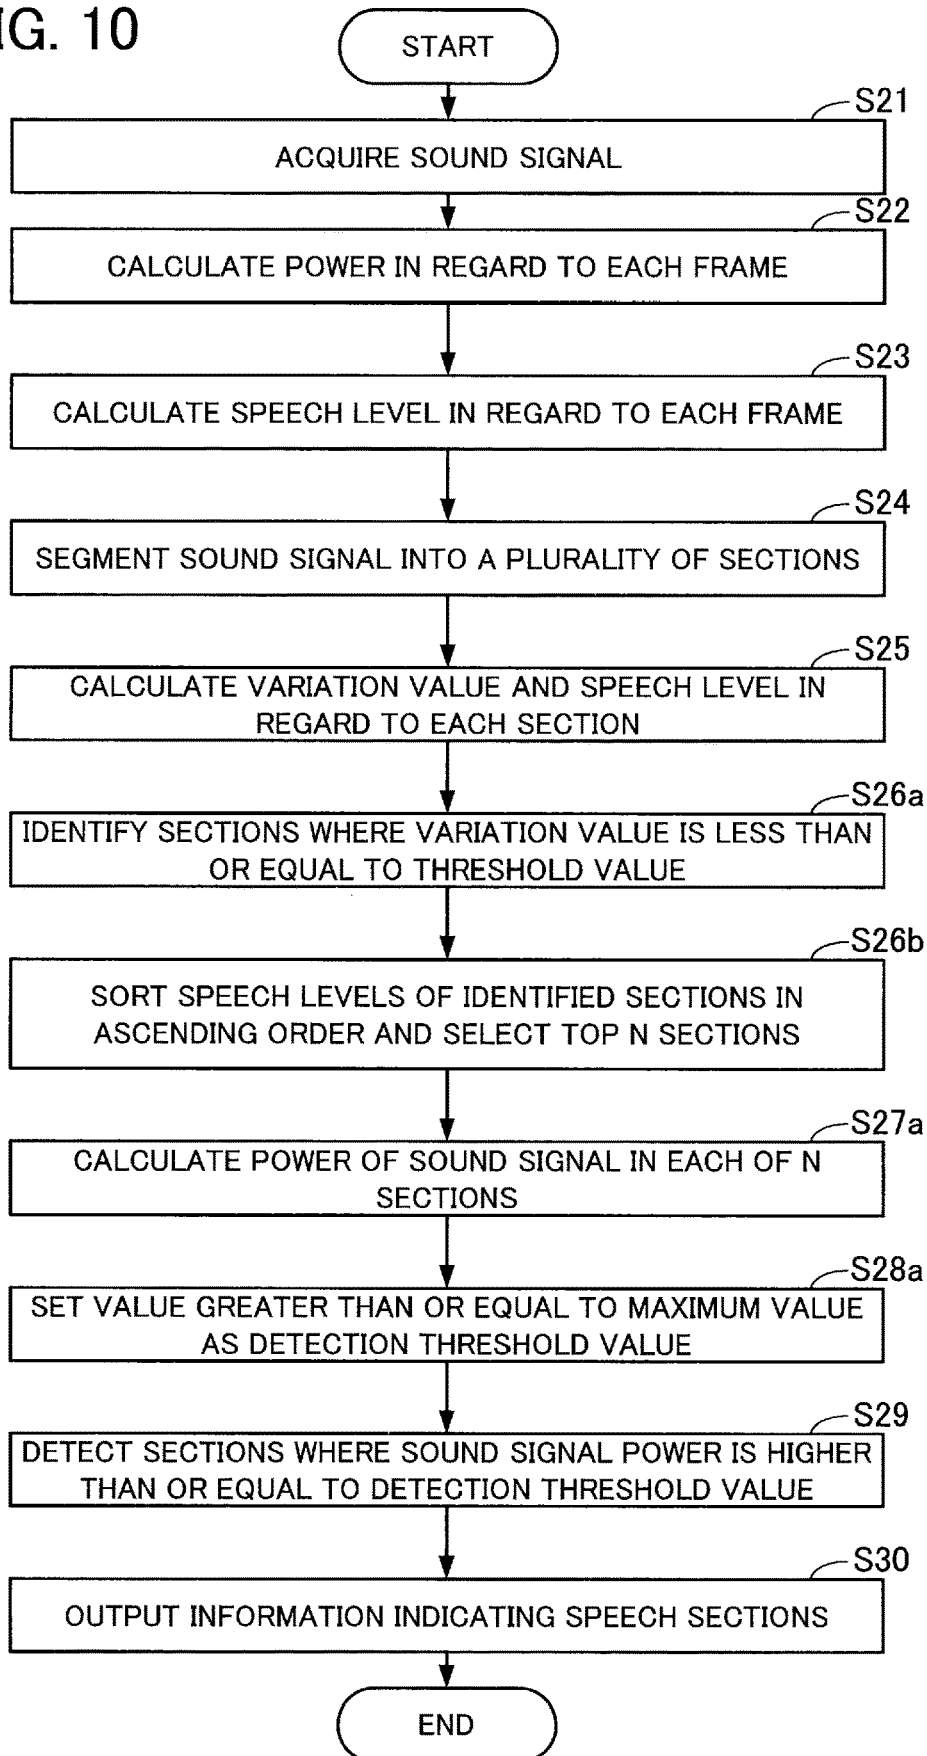 IG. 10
START
S21
ACQUIRE SOUND SIGNAL
S22
CALCULATE POWER IN REGARD TO EACH FRAME
S23
CALCULATE SPEECH LEVEL IN REGARD TO EACH FRAME
S24
SEGMENT SOUND SIGNAL INTO A PLURALITY OF SECTIONS
S25
CALCULATE VARIATION VALUE AND SPEECH LEVEL IN
REGARD TO EACH SECTION
S26a
IDENTIFY SECTIONS WHERE VARIATION VALUE IS LESS THAN
OR EQUAL TO THRESHOLD VALUE
S26b
SORT SPEECH LEVELS OF IDENTIFIED SECTIONS IN
ASCENDING ORDER AND SELECT TOP N SECTIONS
S27a
CALCULATE POWER OF SOUND SIGNAL IN EACH OF N
SECTIONS
S28a
SET VALUE GREATER THAN OR EQUAL TO MAXIMUM VALUE
AS DETECTION THRESHOLD VALUE
S29
DETECT SECTIONS WHERE SOUND SIGNAL POWER IS HIGHER
THAN OR EQUAL TO DETECTION THRESHOLD VALUE
S30
OUTPUT INFORMATION INDICATING SPEECH SECTIONS
END